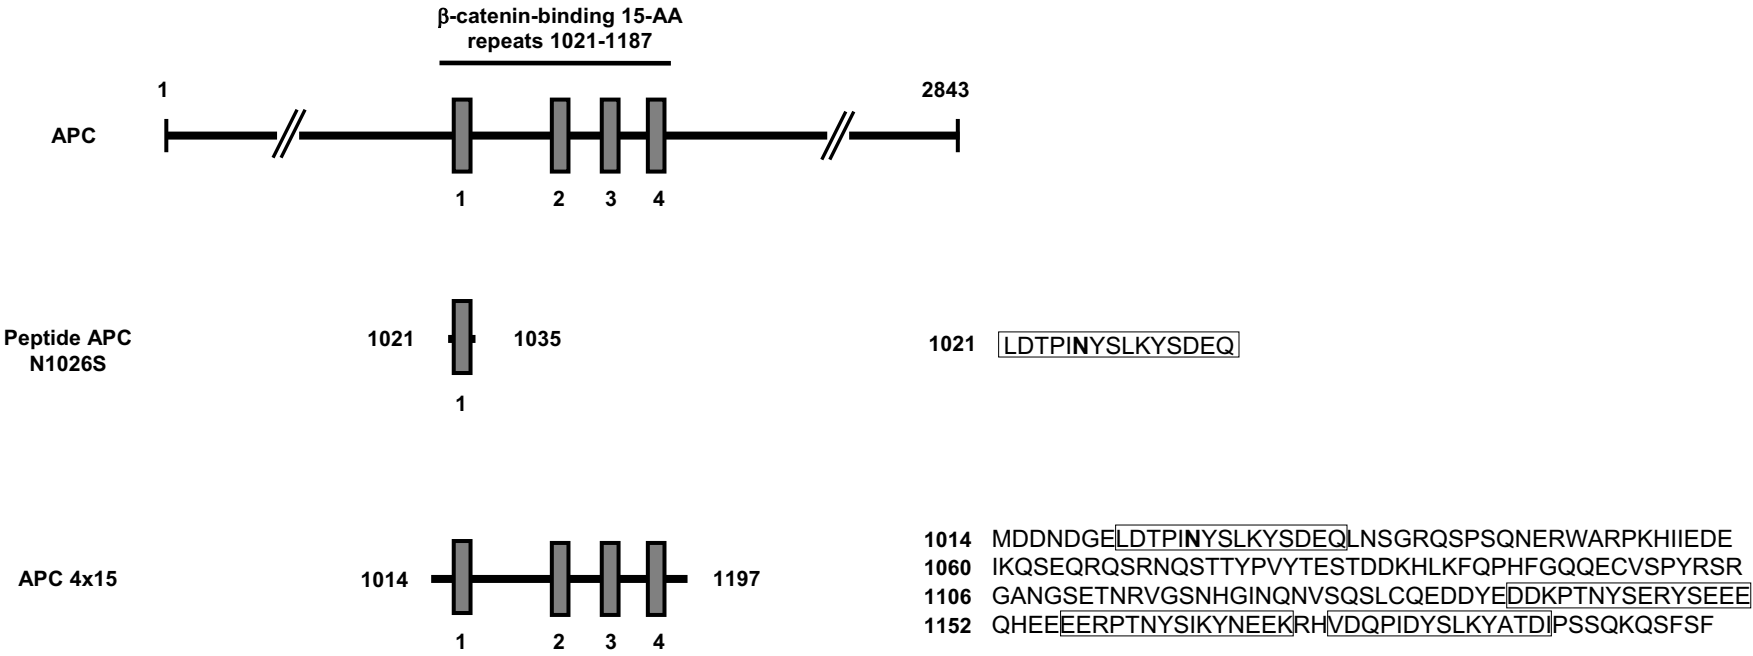 β-catenin-binding 15-AA
repeats 1021-1187
1 2843
APC
1 2 3 4
Peptide APC
N1026S
1021 1035
1
1021 LDTPINYSLKYSDEQ
APC 4x15
1014 1197
1 2 3 4
1014 MDDNDGELDTPINYSLKYSDEQLNSGRQSPSQNERWARPKHIIEDE
1060 IKQSEQRQSRNQSTTYPVYTESTDDKHLKFQPHFGQQECVSPYRSR
1106 GANGSETNRVGSNHGINQNVSQSLCQEDDYEDDKPTNYSERYSEEE
1152 QHEEEERPTNYSIKYNEEKRHVDQPIDYSLKYATDIPSSQKQSFSF